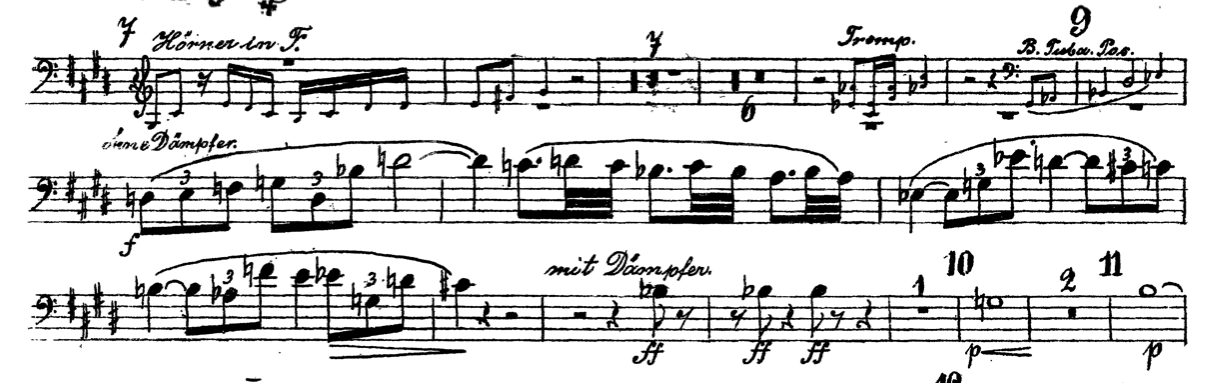 7 Hörner in F. 7 6 Tromp. 9 B. Tuba. Pos.
ohne Dämpfer.
3 3 3 3
f
mit Dämpfer. 10 11
3 3 1 2
ff ff ff p p